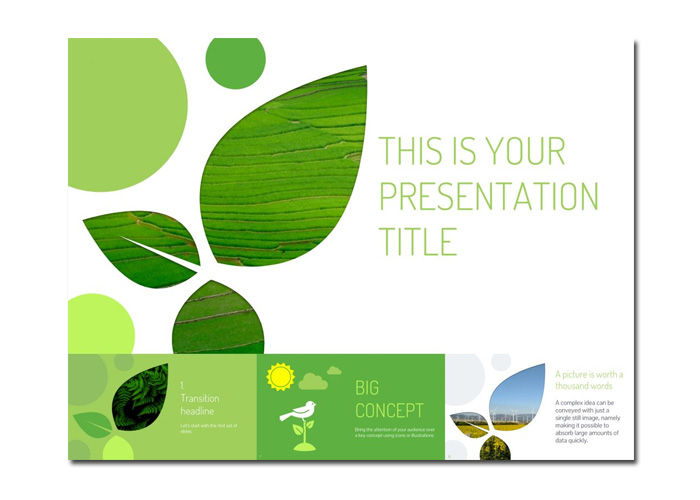 THIS IS YOUR
PRESENTATION
TITLE
1
Transition
headline
Let's start with the first set of
slides
BIG
CONCEPT
Bring the attention of your audience over
a key concept using icons or illustrations
A picture is worth a
thousand words
A complex idea can be
conveyed with just a
single still image, namely
making it possible to
absorb large amounts of
data quickly.